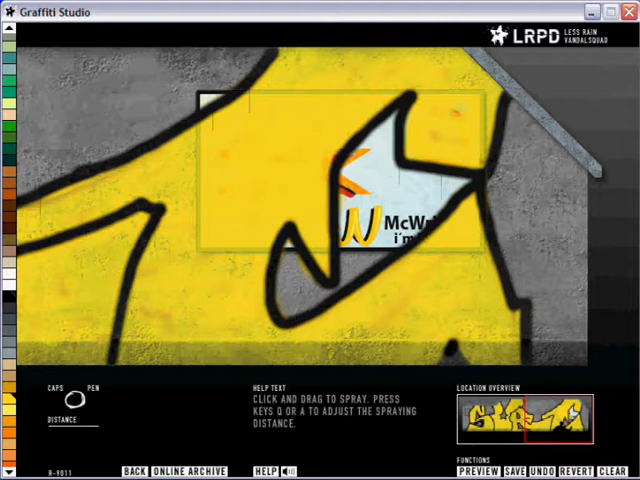 Graffiti Studio
LRPD
LESS RAIN
VANDALSQUAD
i'm
CAPS
PEN
DISTANCE
HELP TEXT
CLICK AND DRAG TO SPRAY. PRESS
KEYS Q OR A TO ADJUST THE SPRAYING
DISTANCE.
LOCATION OVERVIEW
FUNCTIONS
R-9011
BACK
ONLINE ARCHIVE
HELP
PREVIEW
SAVE
UNDO
REVERT
CLEAR